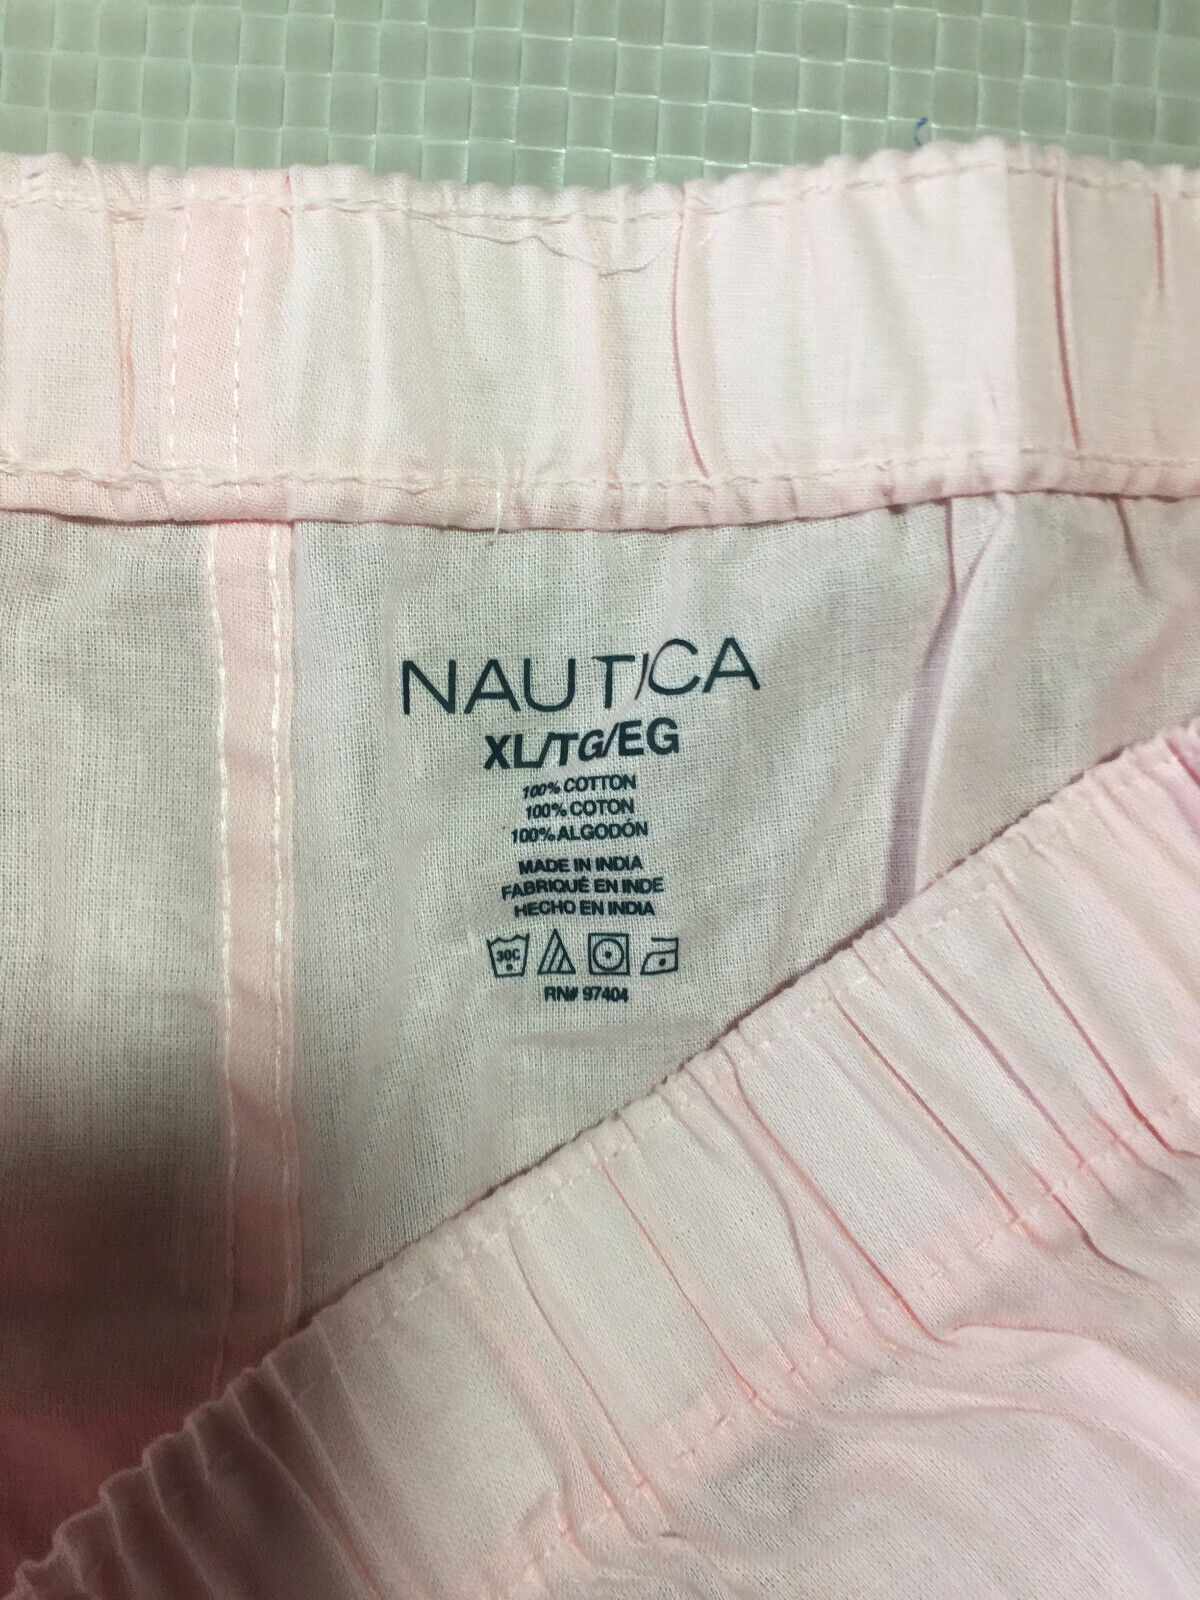 NAUTICA
XL/TG/EG
100% COTTON
100% COTON
100% ALGODÓN
MADE IN INDIA
FABRIQUÉ EN INDE
HECHO EN INDIA
30C
RN# 97404